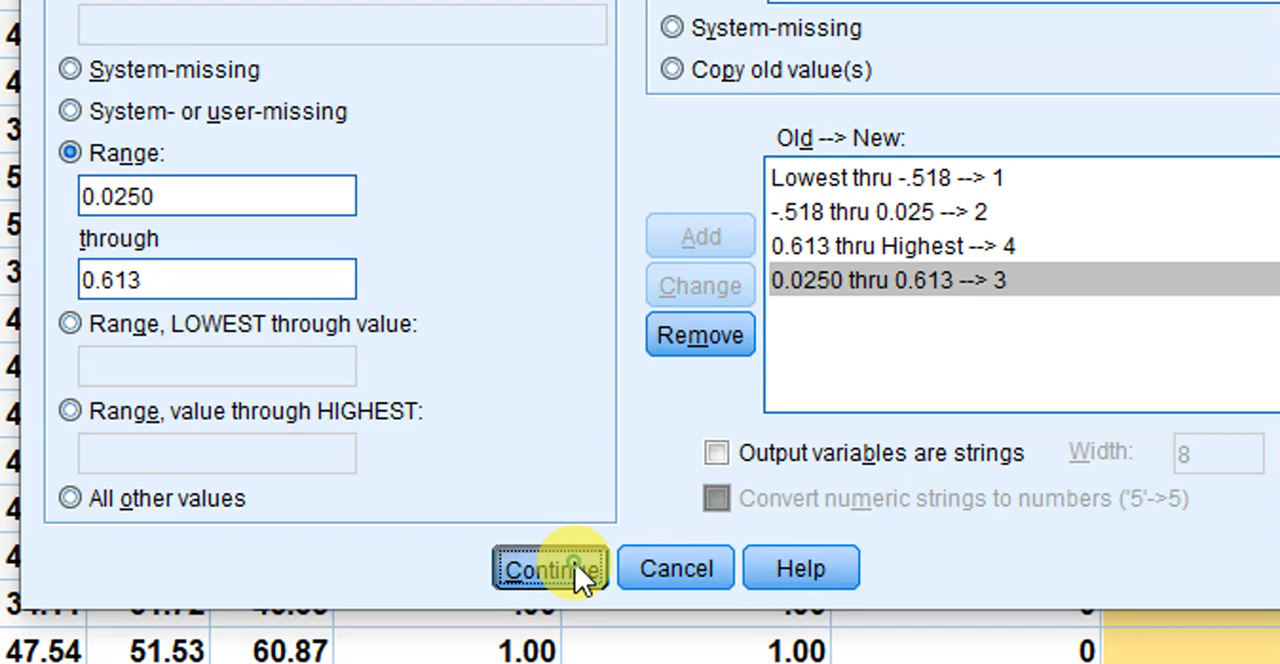 System-missing
System- or user-missing
Range:
0.0250
through
0.613
Range, LOWEST through value:
Range, value through HIGHEST:
All other values
System-missing
Copy old value(s)
Old --> New:
Lowest thru -.518 --> 1
-.518 thru 0.025 --> 2
0.613 thru Highest --> 4
0.0250 thru 0.613 --> 3
Add
Change
Remove
Output variables are strings Width: 8
Convert numeric strings to numbers ('5'->5)
Continue Cancel Help
47.54 51.53 60.87 1.00 1.00 0